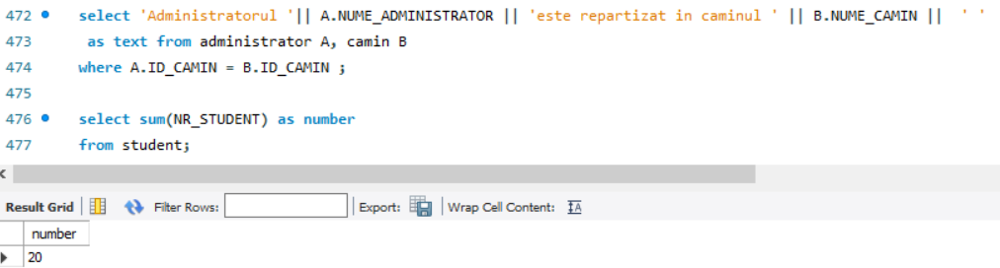 472 select 'Administratorul '|| A.NUME_ADMINISTRATOR || 'este repartizat in caminul ' || B.NUME_CAMIN || ' '
473 as text from administrator A, camin B
474 where A.ID_CAMIN = B.ID_CAMIN ;
475
476 select sum(NR_STUDENT) as number
477 from student;
Result Grid Filter Rows: Export: Wrap Cell Content: IA
number
20